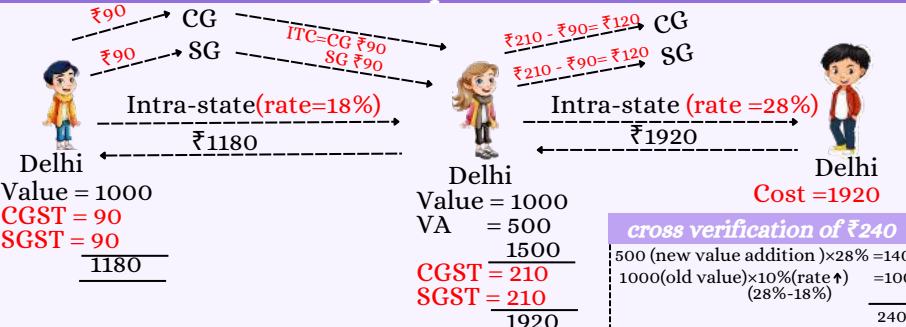 ₹90
CG
₹90
SG
ITC=CG ₹90
SG ₹90
₹210 - ₹90= ₹120
CG
₹210 - ₹90= ₹120
SG
Intra-state(rate=18%)
₹1180
Intra-state (rate =28%)
₹1920
Delhi
Value = 1000
CGST = 90
SGST = 90
1180
Delhi
Value = 1000
VA = 500
1500
CGST = 210
SGST = 210
1920
Delhi
Cost =1920
cross verification of ₹240
500 (new value addition )×28% =140
1000(old value)×10%(rate↑) =100
(28%-18%)
240